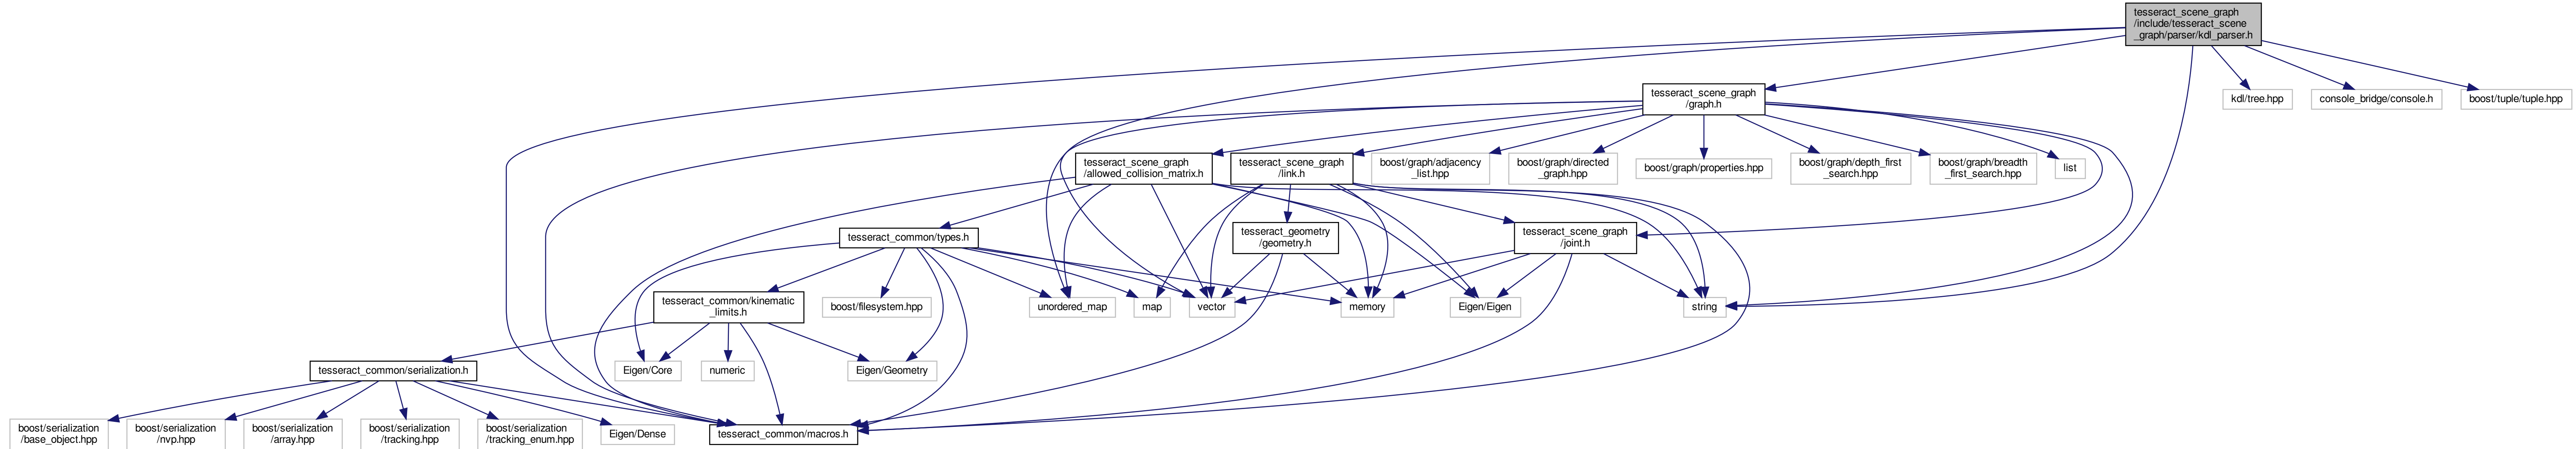 tesseract_scene_graph
/include/tesseract_scene
_graph/parser/kdl_parser.h
tesseract_scene_graph
/graph.h
kdl/tree.hpp
console_bridge/console.h
boost/tuple/tuple.hpp
tesseract_scene_graph
/allowed_collision_matrix.h
tesseract_scene_graph
/link.h
boost/graph/adjacency
_list.hpp
boost/graph/directed
_graph.hpp
boost/graph/properties.hpp
boost/graph/depth_first
_search.hpp
boost/graph/breadth
_first_search.hpp
list
tesseract_common/types.h
tesseract_geometry
/geometry.h
tesseract_scene_graph
/joint.h
tesseract_common/kinematic
_limits.h
boost/filesystem.hpp
unordered_map
map
vector
memory
Eigen/Eigen
string
tesseract_common/serialization.h
Eigen/Core
numeric
Eigen/Geometry
boost/serialization
/base_object.hpp
boost/serialization
/nvp.hpp
boost/serialization
/array.hpp
boost/serialization
/tracking.hpp
boost/serialization
/tracking_enum.hpp
Eigen/Dense
tesseract_common/macros.h